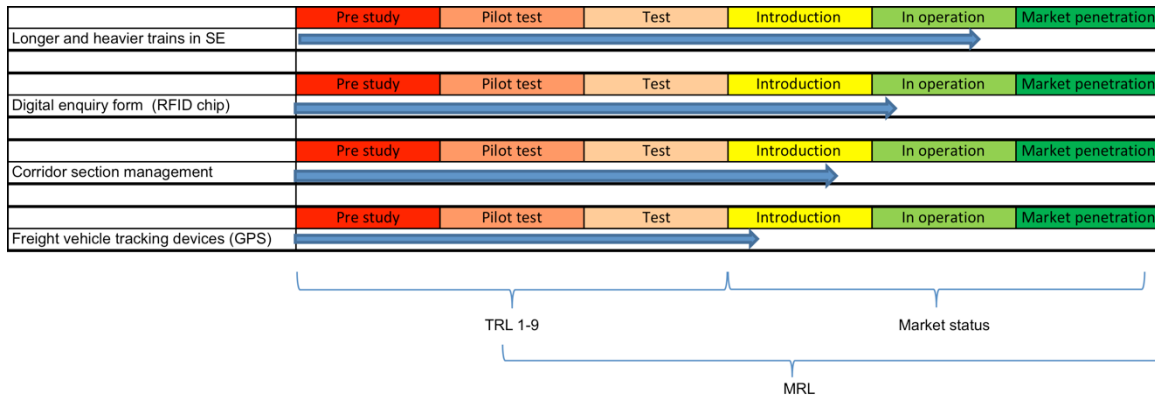 Pre study Pilot test Test Introduction In operation Market penetration
Longer and heavier trains in SE
Pre study Pilot test Test Introduction In operation Market penetration
Digital enquiry form (RFID chip)
Pre study Pilot test Test Introduction In operation Market penetration
Corridor section management
Pre study Pilot test Test Introduction In operation Market penetration
Freight vehicle tracking devices (GPS)
TRL 1-9 Market status
MRL